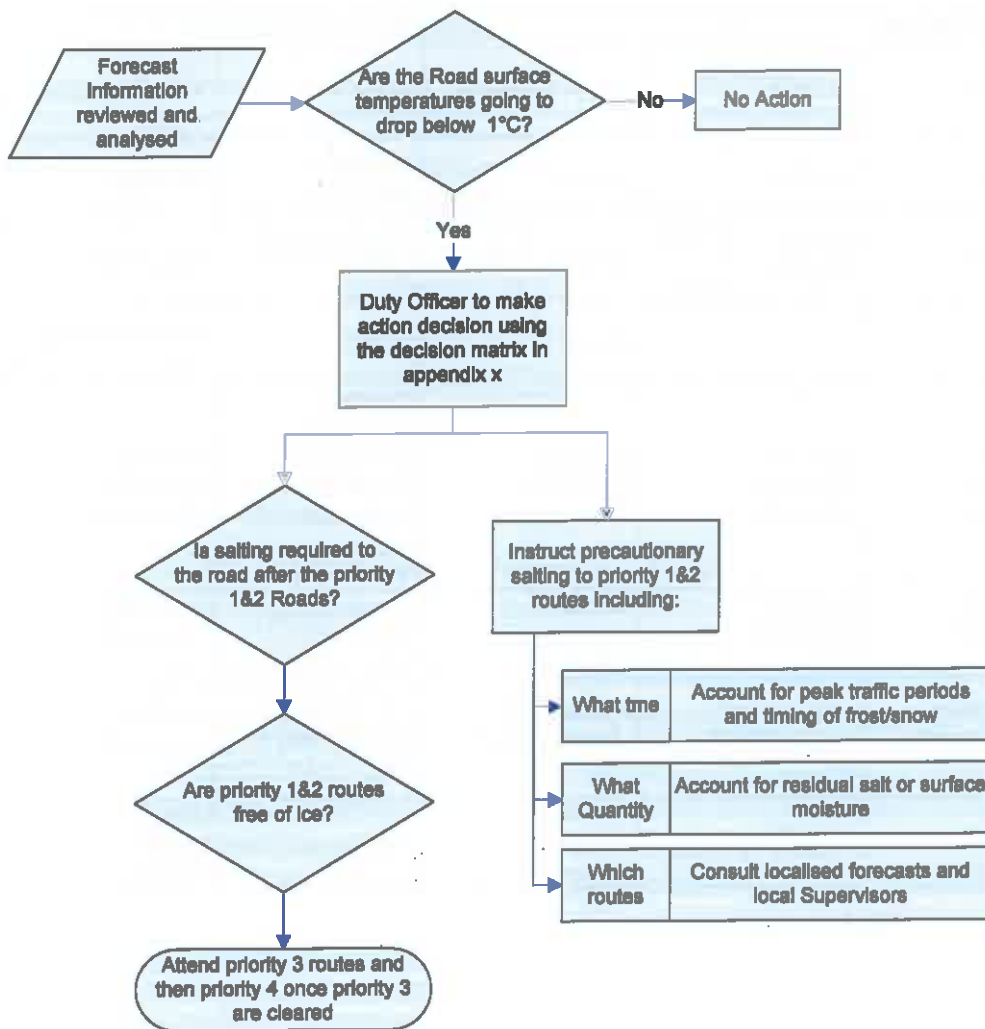 Forecast
Information
reviewed and
analysed
Are the Road surface
temperatures going to
drop below 1°C?
No
No Action
Yes
Duty Officer to make
action decision using
the decision matrix in
appendix x
Is salting required to
the road after the priority
1&2 Roads?
Instruct precautionary
salting to priority 1&2
routes including:
What tme
Account for peak traffic periods
and timing of frost/snow
Are priority 1&2 routes
free of ice?
What
Quantity
Account for residual salt or surface
moisture
Which
routes
Consult localised forecasts and
local Supervisors
Attend priority 3 routes and
then priority 4 once priority 3
are cleared